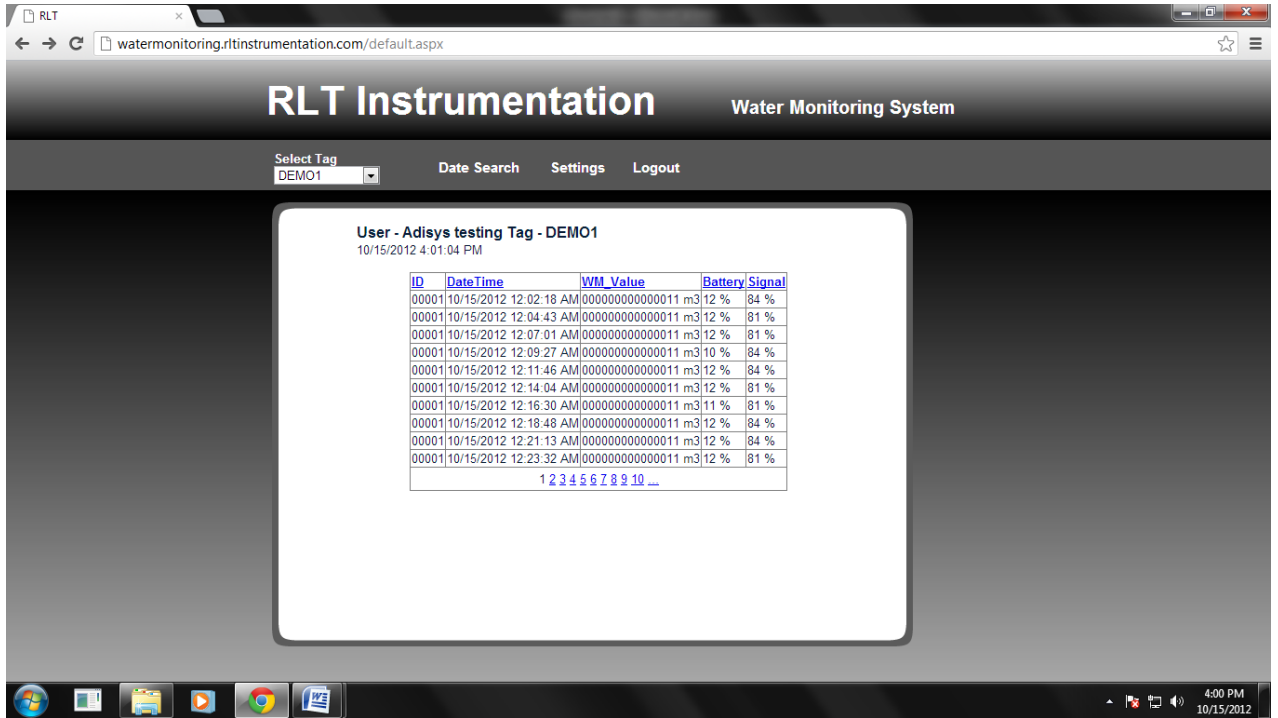 RLT
watermonitoring.rltinstrumentation.com/default.aspx
RLT Instrumentation Water Monitoring System
Select Tag
DEMO1 Date Search Settings Logout
User - Adisys testing Tag - DEMO1
10/15/2012 4:01:04 PM
ID DateTime WM_Value Battery Signal
00001 10/15/2012 12:02:18 AM 000000000000011 m3 12 % 84 %
00001 10/15/2012 12:04:43 AM 000000000000011 m3 12 % 81 %
00001 10/15/2012 12:07:01 AM 000000000000011 m3 12 % 81 %
00001 10/15/2012 12:09:27 AM 000000000000011 m3 10 % 84 %
00001 10/15/2012 12:11:46 AM 000000000000011 m3 12 % 84 %
00001 10/15/2012 12:14:04 AM 000000000000011 m3 12 % 81 %
00001 10/15/2012 12:16:30 AM 000000000000011 m3 11 % 81 %
00001 10/15/2012 12:18:48 AM 000000000000011 m3 12 % 84 %
00001 10/15/2012 12:21:13 AM 000000000000011 m3 12 % 84 %
00001 10/15/2012 12:23:32 AM 000000000000011 m3 12 % 81 %
1 2 3 4 5 6 7 8 9 10 ...
4:00 PM
10/15/2012